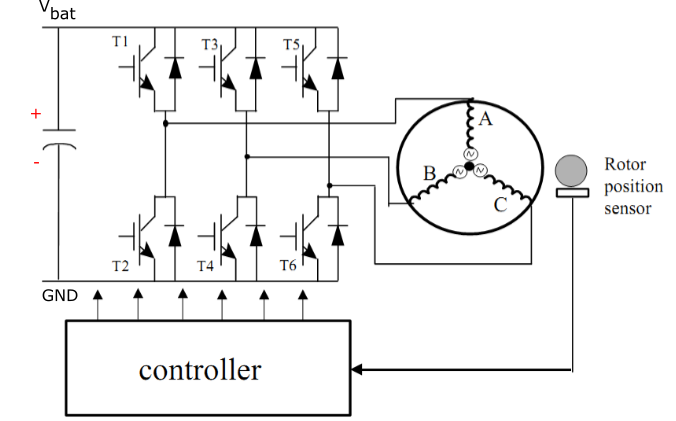 Vbat
T1
T3
T5
+
-
A
B
C
Rotor
position
sensor
T2
T4
T6
GND
controller